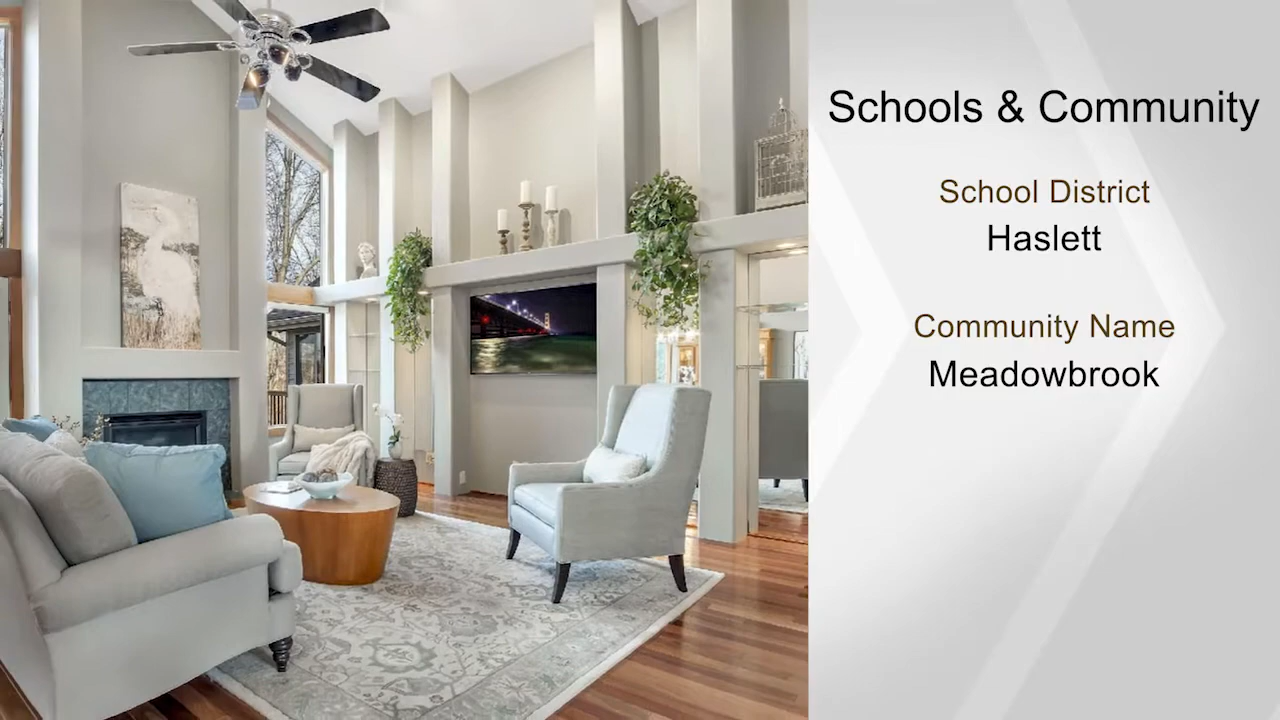 Schools & Community
School District
Haslett
Community Name
Meadowbrook